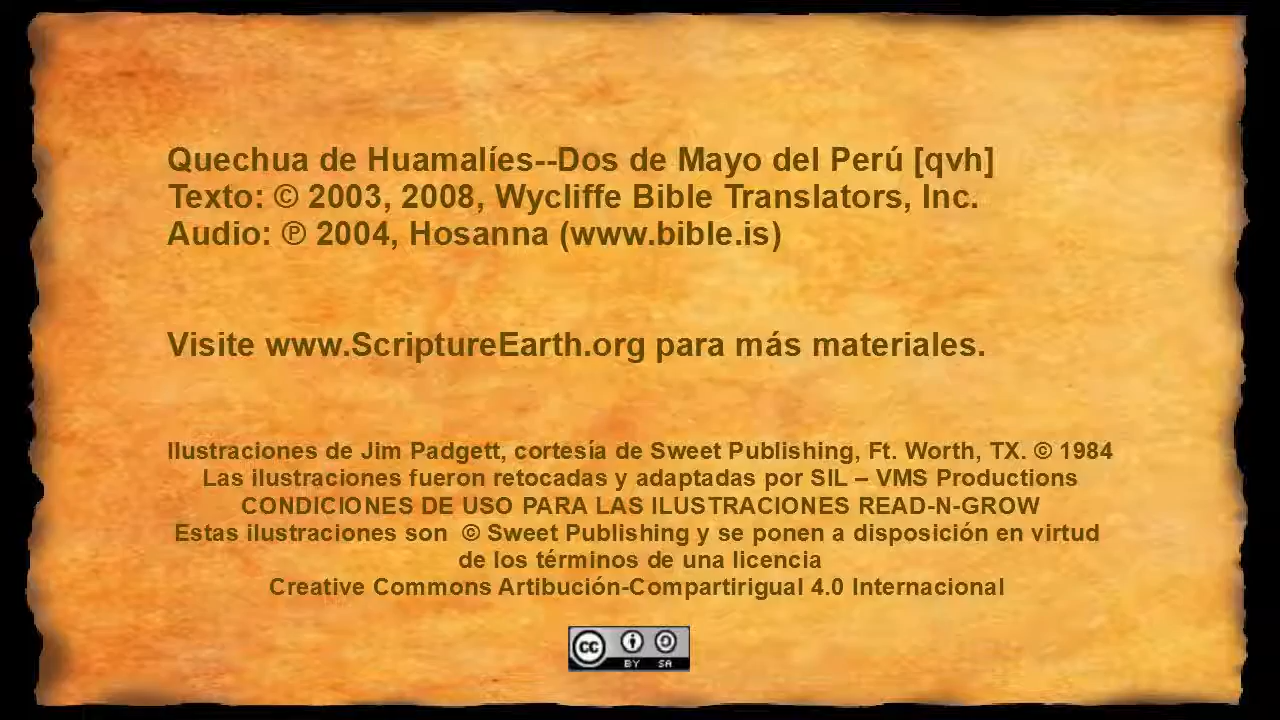 Quechua de Huamalíes--Dos de Mayo del Perú [qvh]
Texto: © 2003, 2008, Wycliffe Bible Translators, Inc.
Audio: ℗ 2004, Hosanna (www.bible.is)
Visite www.ScriptureEarth.org para más materiales.
Ilustraciones de Jim Padgett, cortesía de Sweet Publishing, Ft. Worth, TX. © 1984
Las ilustraciones fueron retocadas y adaptadas por SIL – VMS Productions
CONDICIONES DE USO PARA LAS ILUSTRACIONES READ-N-GROW
Estas ilustraciones son  © Sweet Publishing y se ponen a disposición en virtud
de los términos de una licencia
Creative Commons Artibución-Compartirigual 4.0 Internacional
cc BY SA